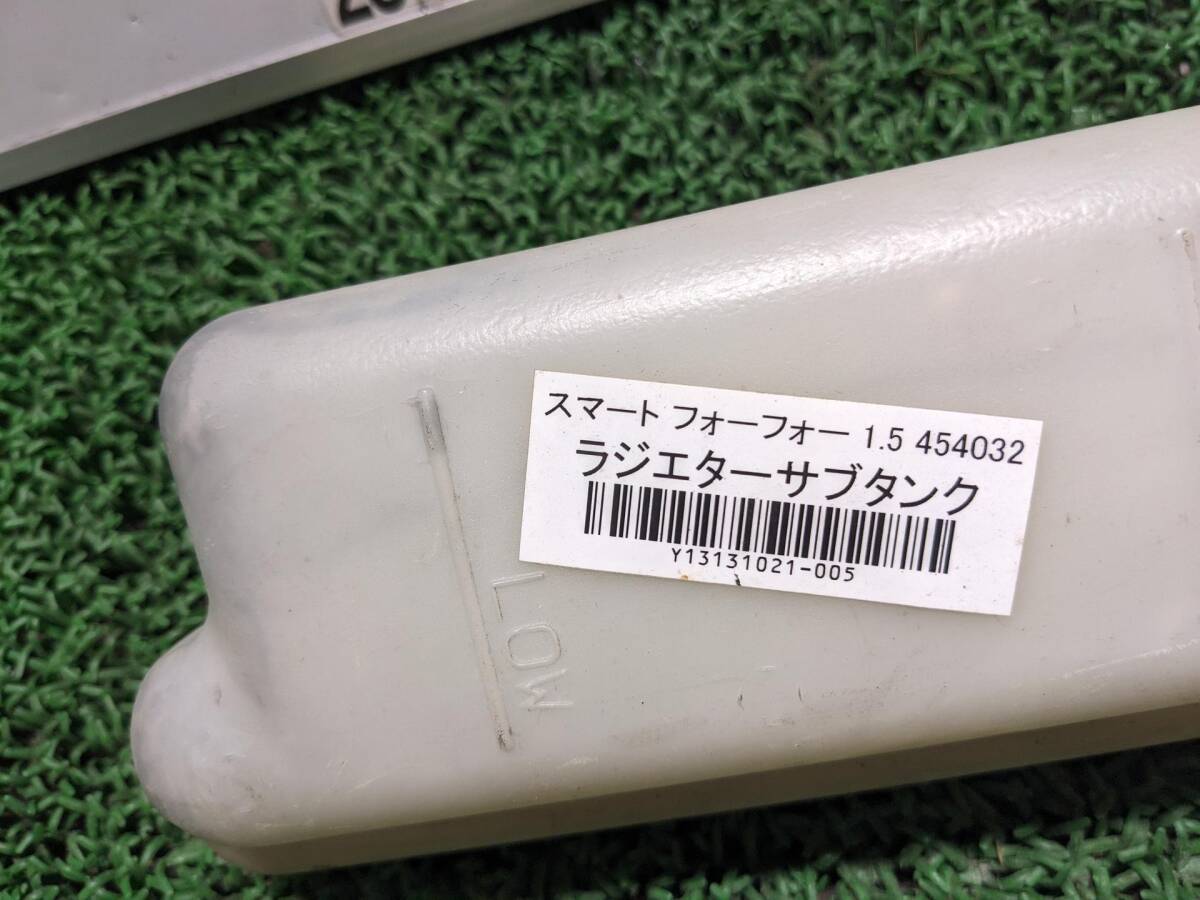 スマート フォーフォー 1.5 454032
ラジエターサブタンク
Y13131021-005
LOW